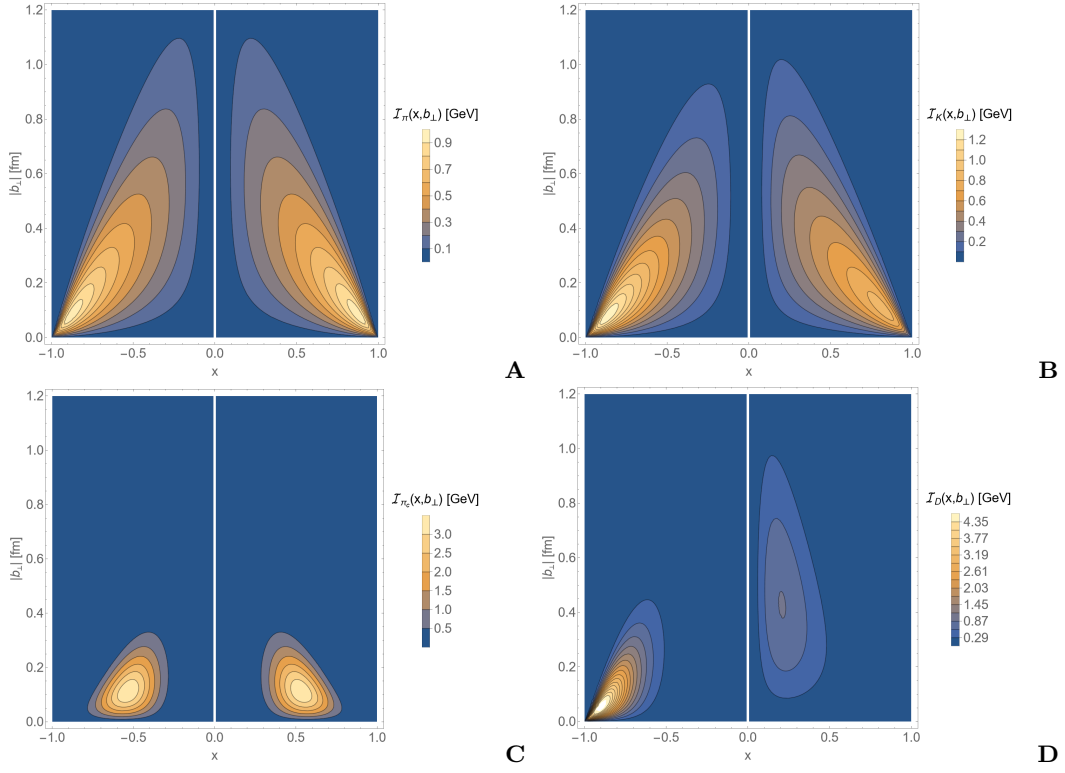 1.2
1.0
0.8
0.6
0.4
0.2
0.0
|b⊥| [fm]
−1.0 −0.5 0.0 0.5 1.0
x
I_π(x,b⊥) [GeV]
0.9
0.7
0.5
0.3
0.1
A
1.2
1.0
0.8
0.6
0.4
0.2
0.0
|b⊥| [fm]
−1.0 −0.5 0.0 0.5 1.0
x
I_K(x,b⊥) [GeV]
1.2
1.0
0.8
0.6
0.4
0.2
B
1.2
1.0
0.8
0.6
0.4
0.2
0.0
|b⊥| [fm]
−1.0 −0.5 0.0 0.5 1.0
x
I_πc(x,b⊥) [GeV]
3.0
2.5
2.0
1.5
1.0
0.5
C
1.2
1.0
0.8
0.6
0.4
0.2
0.0
|b⊥| [fm]
−1.0 −0.5 0.0 0.5 1.0
x
I_D(x,b⊥) [GeV]
4.35
3.77
3.19
2.61
2.03
1.45
0.87
0.29
D